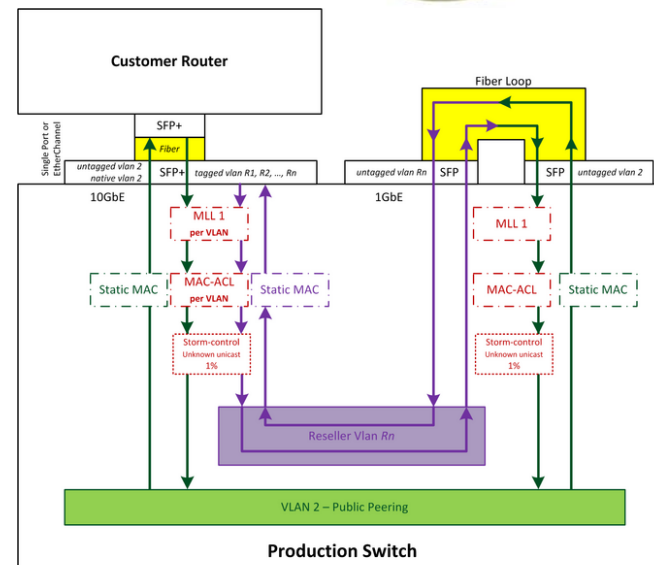 Customer Router
Fiber Loop
Single Port or
EtherChannel
SFP+
Fiber
untagged vlan 2
native vlan 2
SFP+
tagged vlan R1, R2, ..., Rn
untagged vlan Rn
SFP
SFP
untagged vlan 2
10GbE
1GbE
MLL 1
per VLAN
MLL 1
Static MAC
MAC-ACL
per VLAN
Static MAC
MAC-ACL
Static MAC
Storm-control
Unknown unicast
1%
Storm-control
Unknown unicast
1%
Reseller Vlan Rn
VLAN 2 – Public Peering
Production Switch